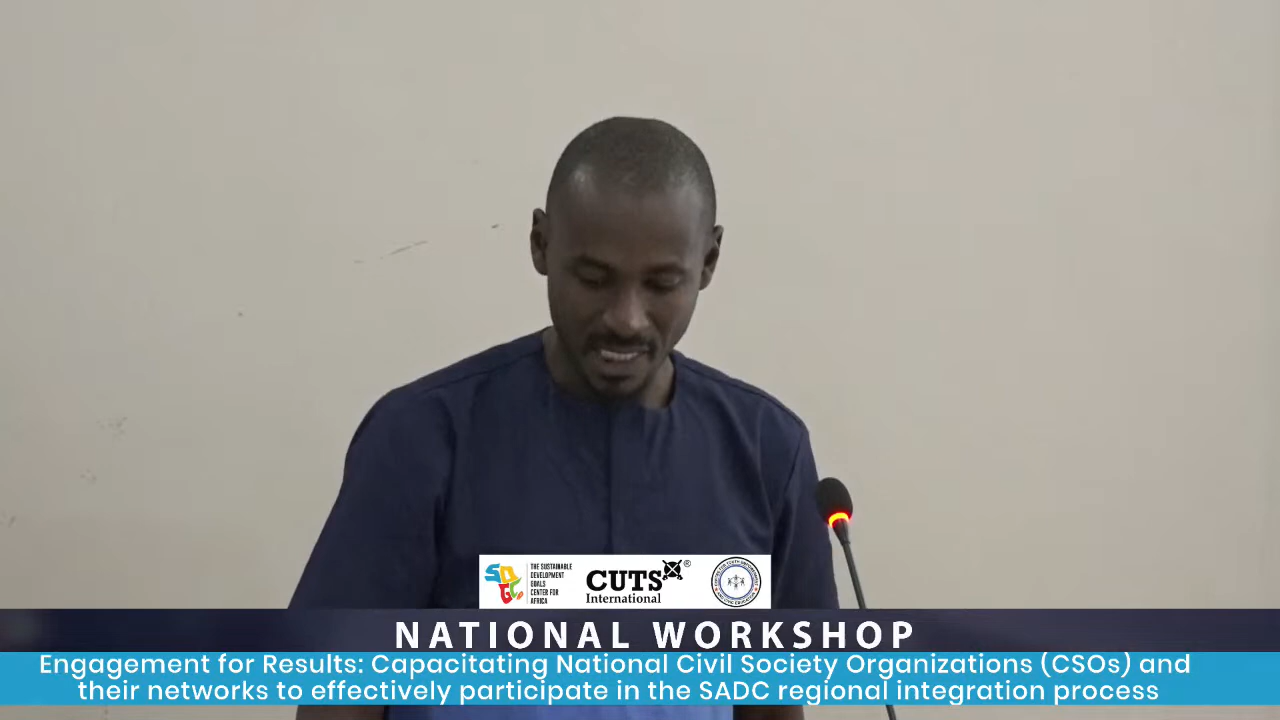 THE SUSTAINABLE
DEVELOPMENT
GOALS
CENTER FOR
AFRICA
CUTS®
International
NATIONAL WORKSHOP
Engagement for Results: Capacitating National Civil Society Organizations (CSOs) and
their networks to effectively participate in the SADC regional integration process